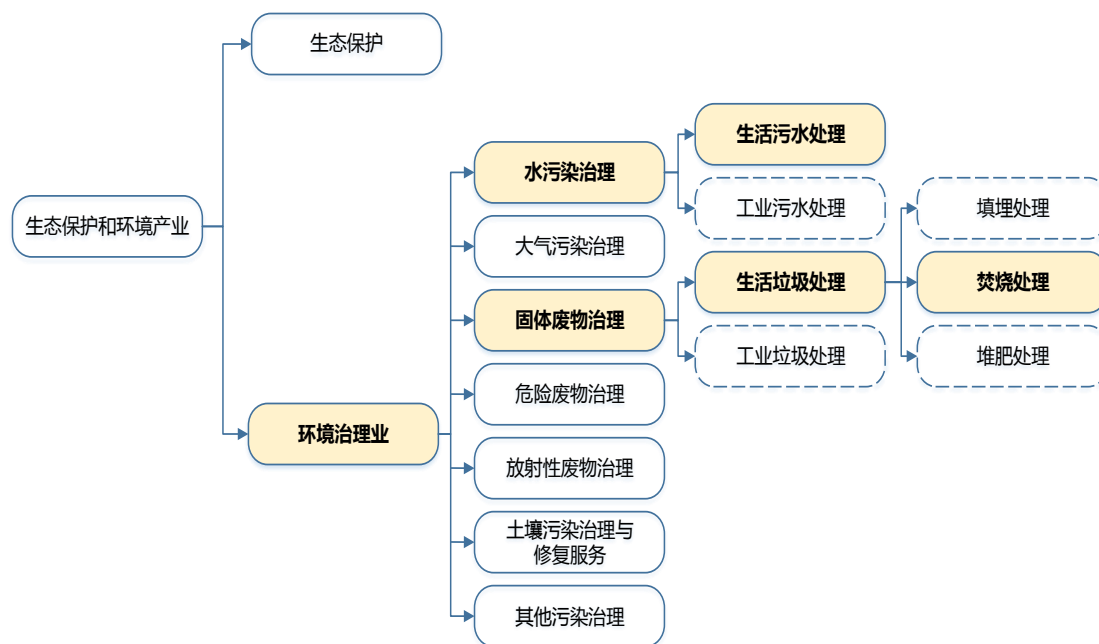 生态保护
生活污水处理
水污染治理
工业污水处理
填埋处理
生态保护和环境产业
大气污染治理
生活垃圾处理
焚烧处理
固体废物治理
工业垃圾处理
堆肥处理
危险废物治理
环境治理业
放射性废物治理
土壤污染治理与
修复服务
其他污染治理